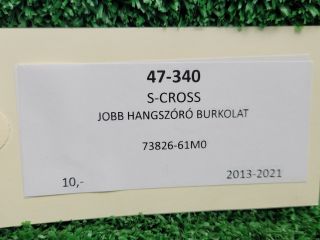 47-340
S-CROSS
JOBB HANGSZÓRÓ BURKOLAT
73826-61M0
10,- 2013-2021